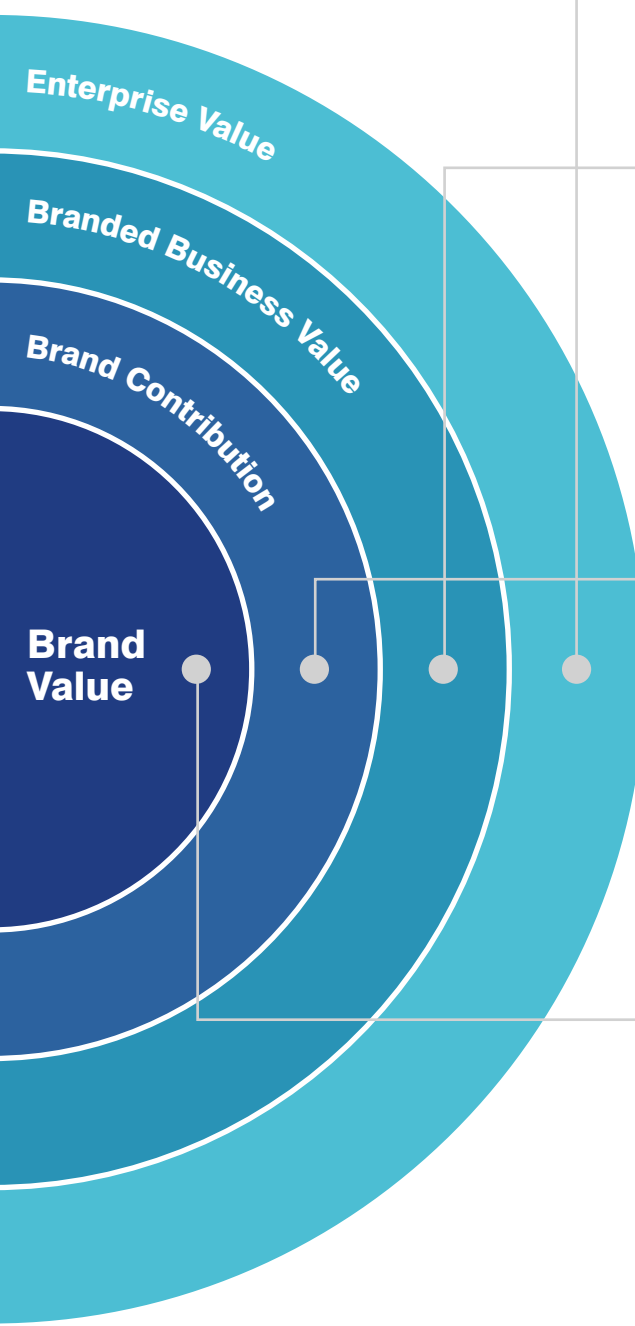 Enterprise Value
Branded Business Value
Brand Contribution
Brand
Value